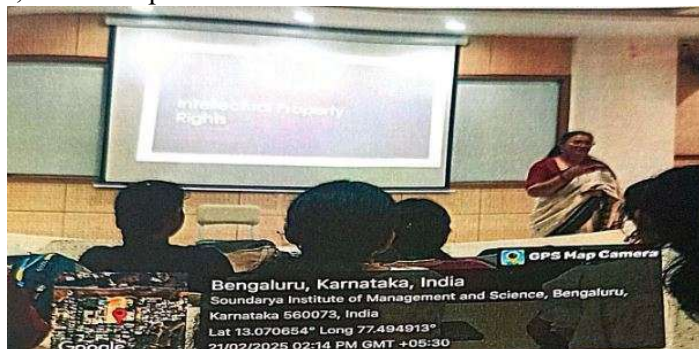 Intellectual Property
Rights
GPS Map Camera
Bengaluru, Karnataka, India
Soundarya Institute of Management and Science, Bengaluru,
Karnataka 560073, India
Lat 13.070654° Long 77.494913°
21/02/2025 02:14 PM GMT +05:30
Google